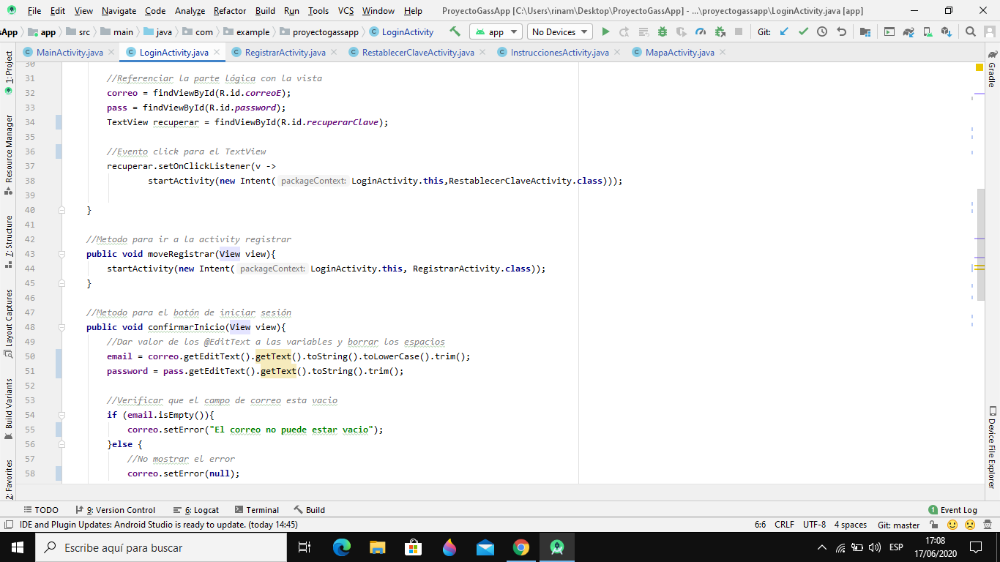 File Edit View Navigate Code Analyze Refactor Build Run Tools VCS Window Help ProyectoGassApp [C:\Users\rinam\Desktop\ProyectoGassApp] - ...\proyectogassapp\LoginActivity.java [app]
sApp app src main java com example proyectogassapp LoginActivity app No Devices Git:
MainActivity.java LoginActivity.java RegistrarActivity.java RestablecerClaveActivity.java InstruccionesActivity.java MapaActivity.java
1: Project
Resource Manager
7: Structure
Layout Captures
Build Variants
2: Favorites
Gradle
Device File Explorer
30
31 //Referenciar la parte lógica con la vista
32 correo = findViewById(R.id.correoE);
33 pass = findViewById(R.id.password);
34 TextView recuperar = findViewById(R.id.recuperarClave);
35
36 //Evento click para el TextView
37 recuperar.setOnClickListener(v ->
38 startActivity(new Intent( packageContext: LoginActivity.this,RestablecerClaveActivity.class)));
39
40 }
41
42 //Metodo para ir a la activity registrar
43 public void moveRegistrar(View view){
44 startActivity(new Intent( packageContext: LoginActivity.this, RegistrarActivity.class));
45 }
46
47 //Metodo para el botón de iniciar sesión
48 public void confirmarInicio(View view){
49 //Dar valor de los @EditText a las variables y borrar los espacios
50 email = correo.getEditText().getText().toString().toLowerCase().trim();
51 password = pass.getEditText().getText().toString().trim();
52
53 //Verificar que el campo de correo esta vacio
54 if (email.isEmpty()){
55 correo.setError("El correo no puede estar vacio");
56 }else {
57 //No mostrar el error
58 correo.setError(null);
TODO 9: Version Control 6: Logcat Terminal Build 1 Event Log
IDE and Plugin Updates: Android Studio is ready to update. (today 14:45) 6:6 CRLF UTF-8 4 spaces Git: master
Escribe aquí para buscar ESP 17:08
17/06/2020